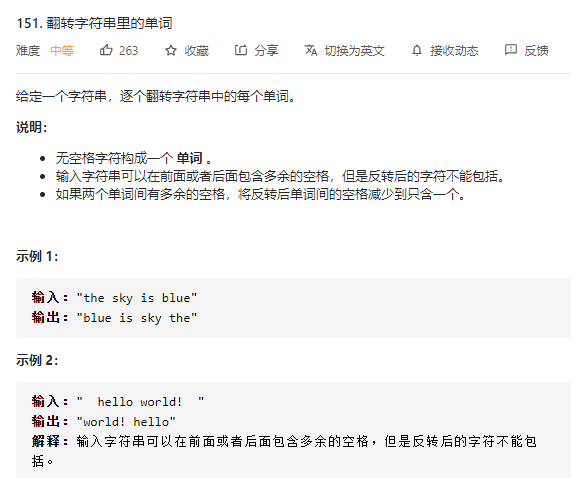 151. 翻转字符串里的单词
难度 中等 263 收藏 分享 切换为英文 接收动态 反馈
给定一个字符串，逐个翻转字符串中的每个单词。
说明：
• 无空格字符构成一个 单词 。
• 输入字符串可以在前面或者后面包含多余的空格，但是反转后的字符不能包括。
• 如果两个单词间有多余的空格，将反转后单词间的空格减少到只含一个。
示例 1：
输入："the sky is blue"
输出："blue is sky the"
示例 2：
输入："  hello world!  "
输出："world! hello"
解释：输入字符串可以在前面或者后面包含多余的空格，但是反转后的字符不能包
括。